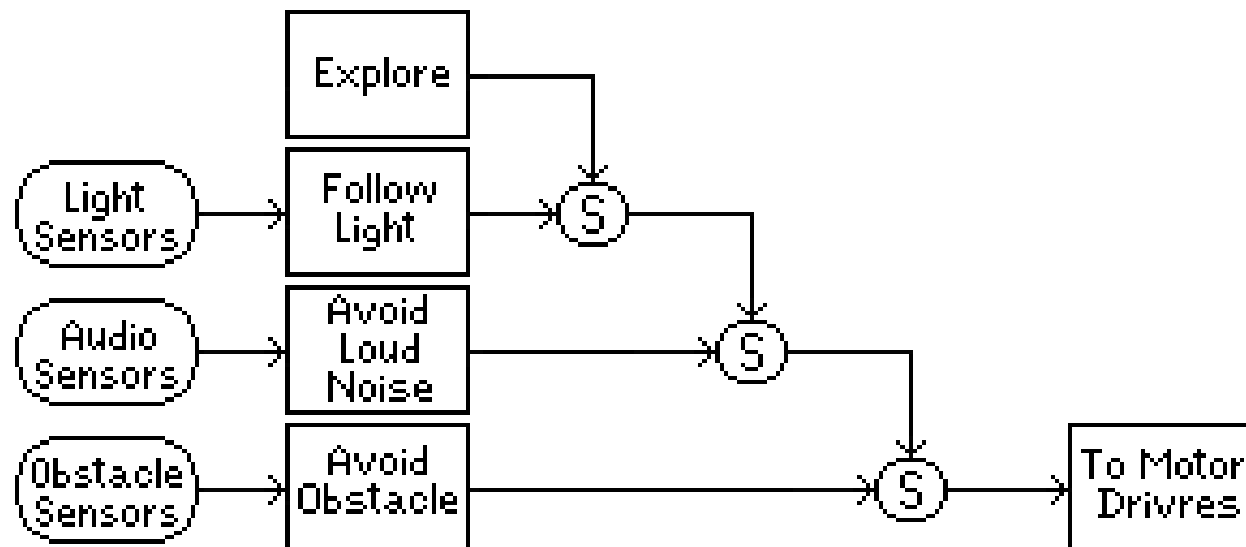 Explore
Light
Sensors
Follow
Light
S
Audio
Sensors
Avoid
Loud
Noise
S
Obstacle
Sensors
Avoid
Obstacle
S
To Motor
Drivres